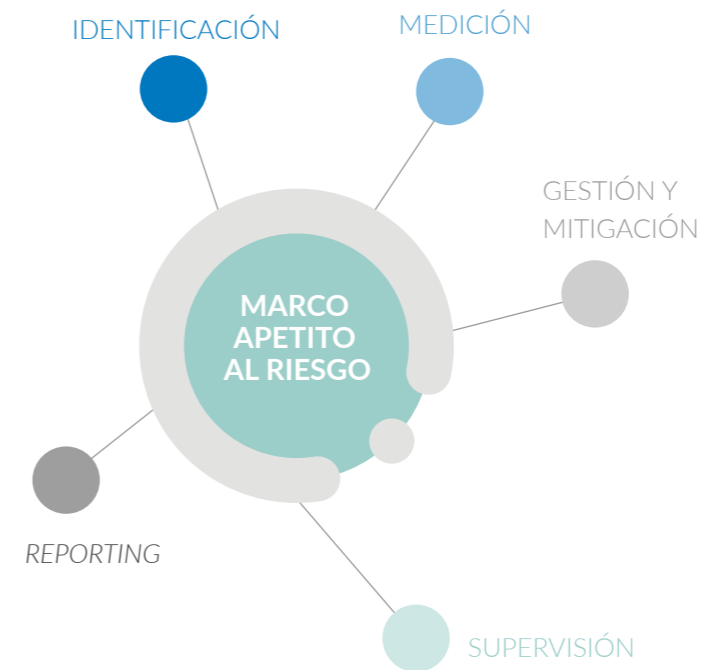 IDENTIFICACIÓN
MEDICIÓN
GESTIÓN Y
MITIGACIÓN
MARCO
APETITO
AL RIESGO
REPORTING
SUPERVISIÓN